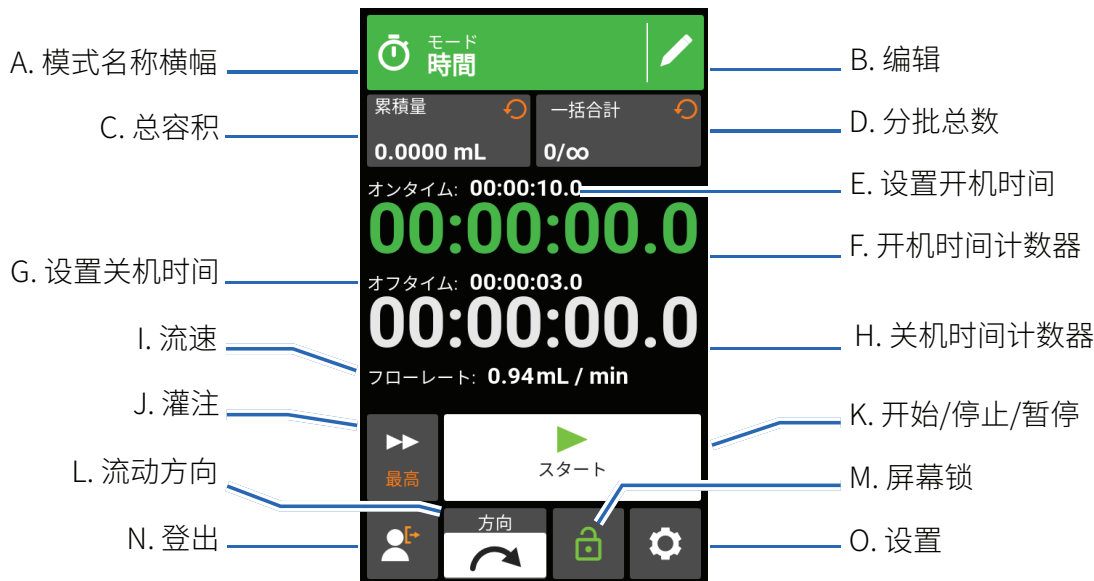 A. 模式名称横幅
モード
時間
B. 编辑
C. 总容积
累積量
0.0000 mL
一括合計
0/∞
D. 分批总数
オンタイム: 00:00:10.0
E. 设置开机时间
00:00:00.0
F. 开机时间计数器
G. 设置关机时间
オフタイム: 00:00:03.0
00:00:00.0
H. 关机时间计数器
I. 流速
フローレート: 0.94mL / min
J. 灌注
最高
スタート
K. 开始/停止/暂停
L. 流动方向
方向
M. 屏幕锁
N. 登出
O. 设置